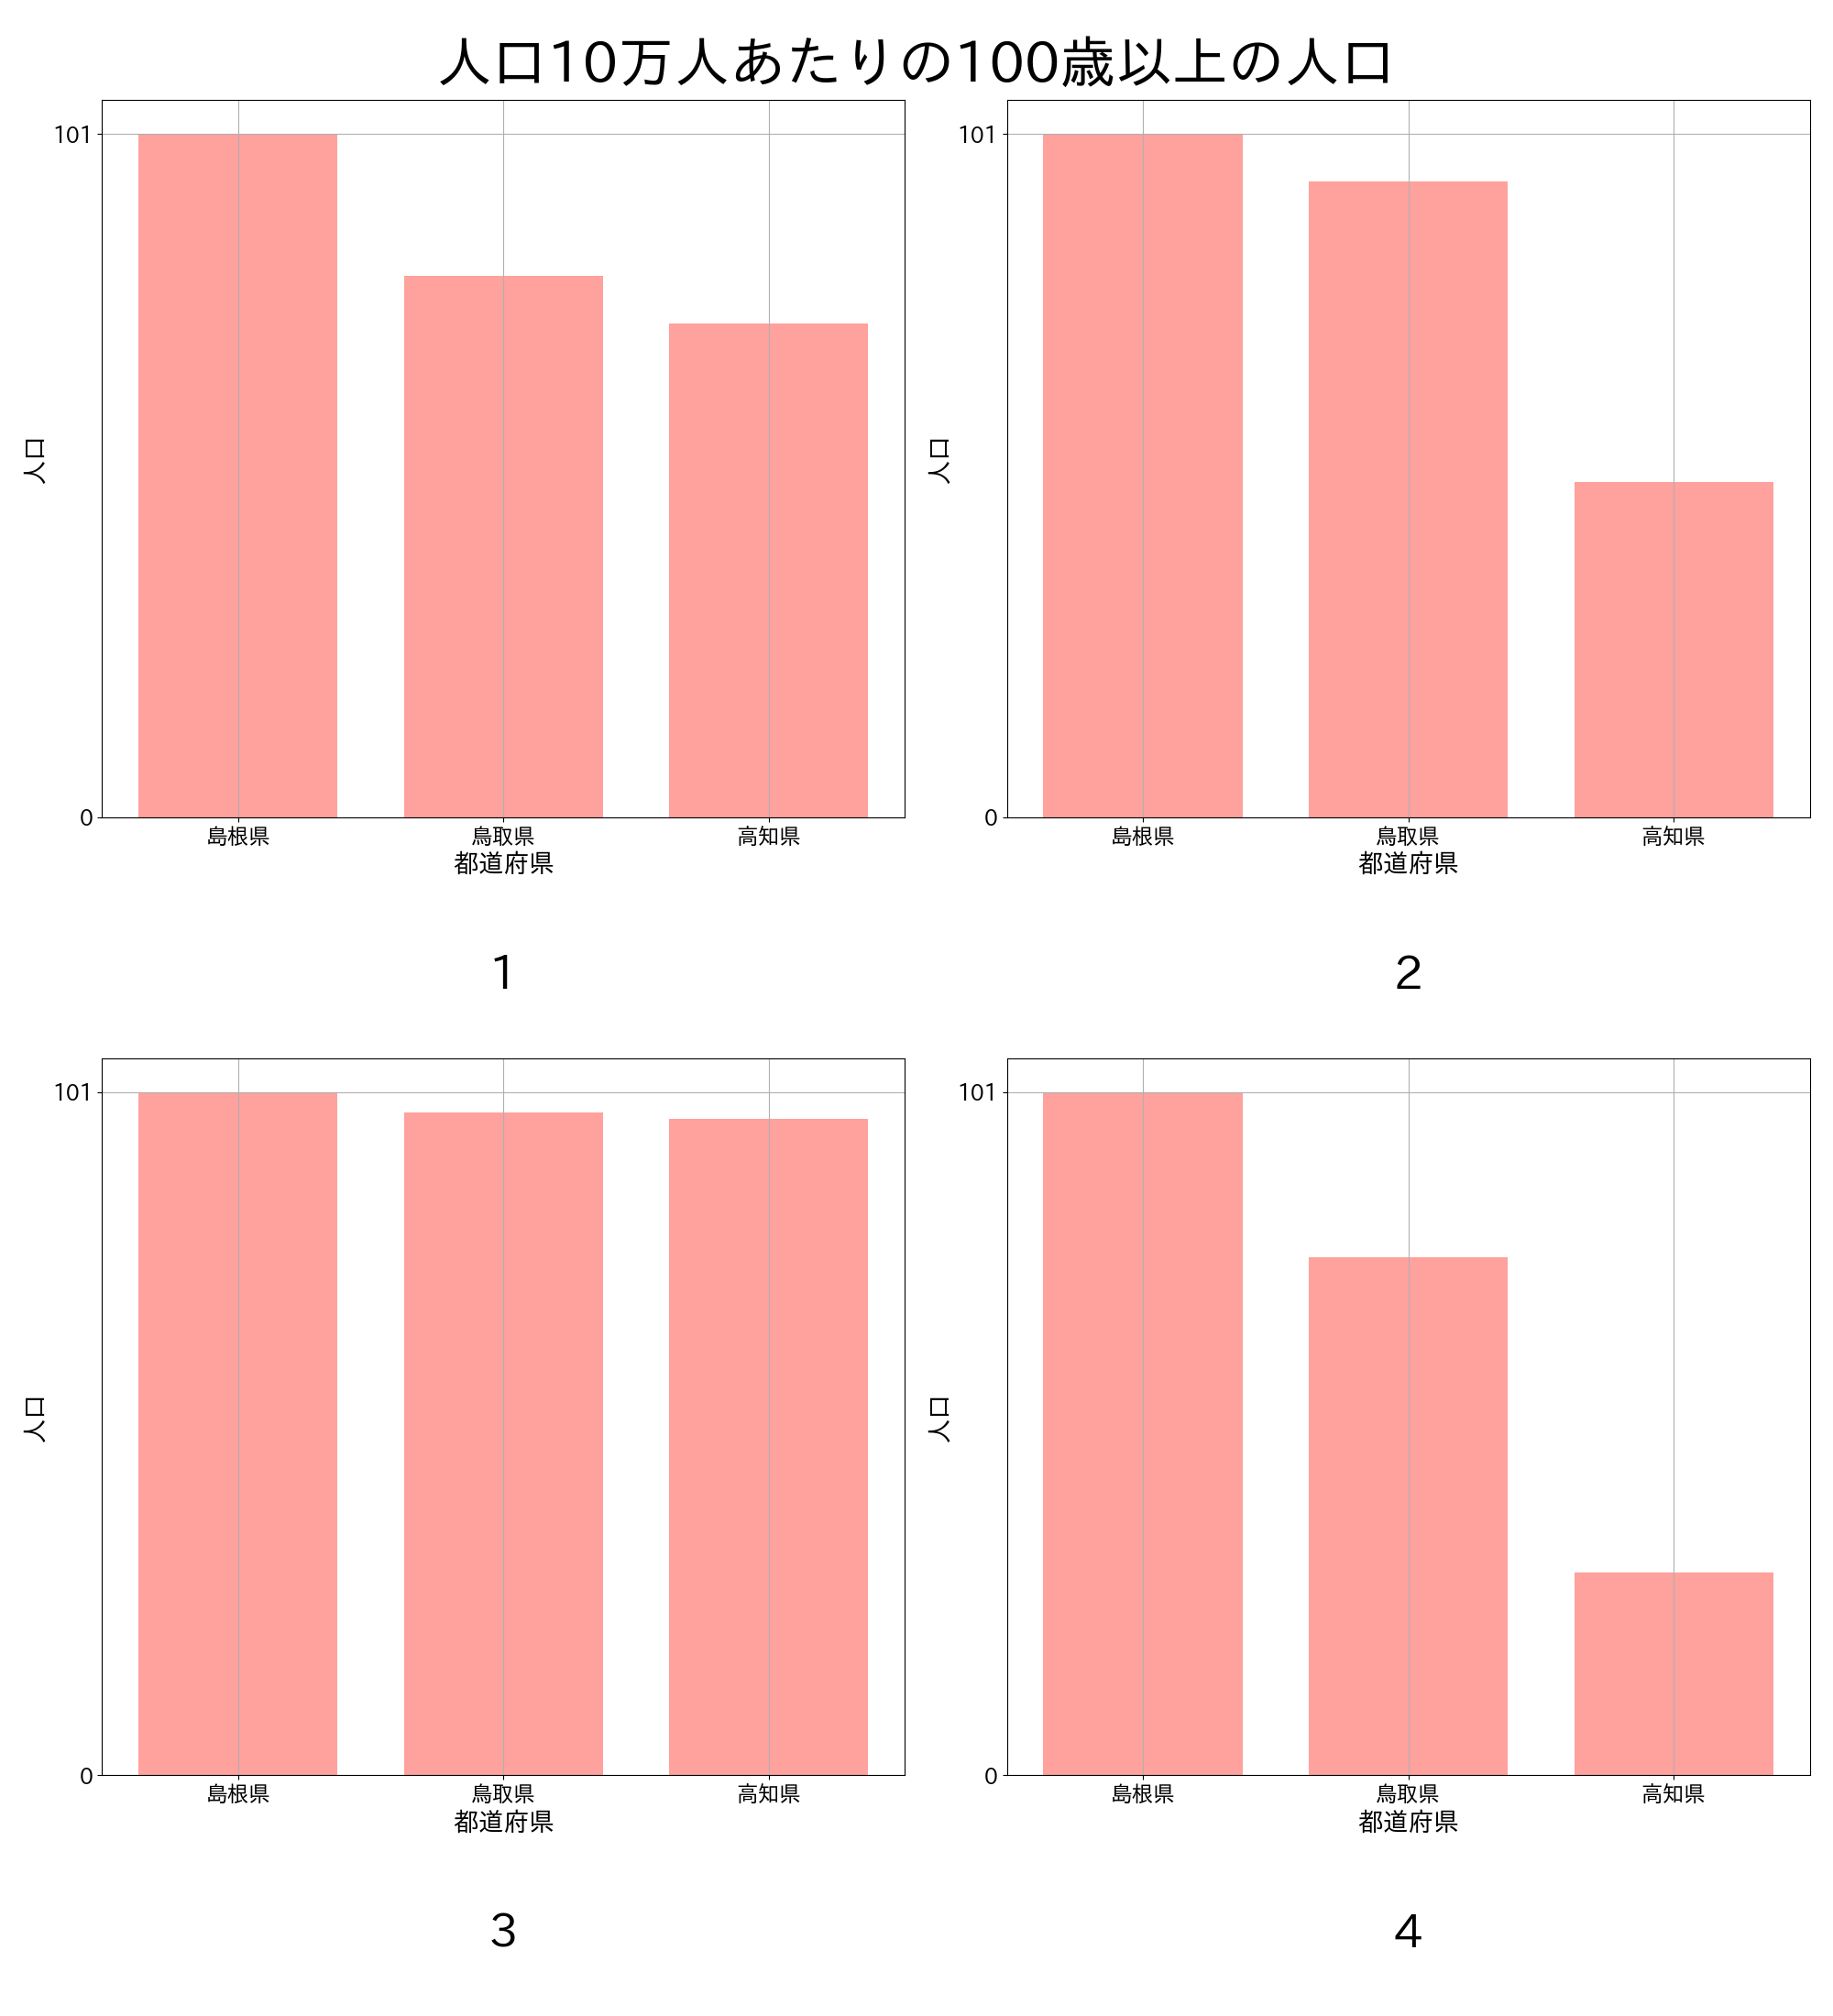 人口10万人あたりの100歳以上の人口
101
0
人口
島根県 鳥取県 高知県
都道府県
1
101
0
人口
島根県 鳥取県 高知県
都道府県
2
101
0
人口
島根県 鳥取県 高知県
都道府県
3
101
0
人口
島根県 鳥取県 高知県
都道府県
4